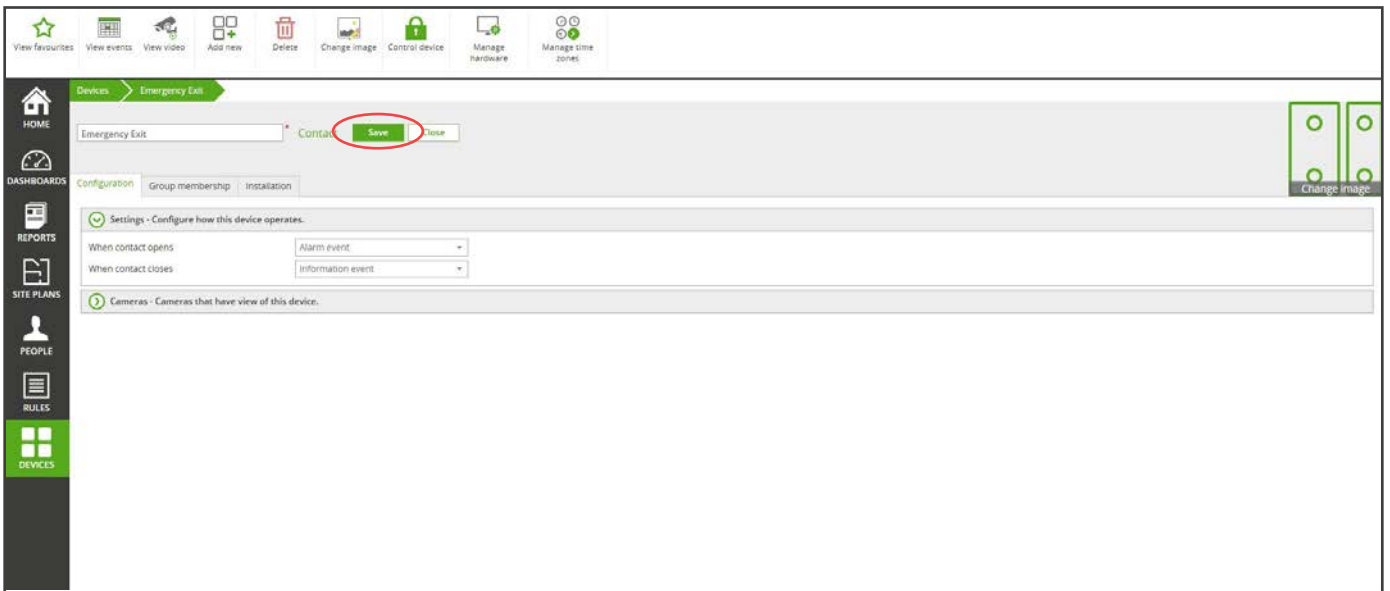 View favourites
View events
View video
Add new
Delete
Change image
Control device
Manage
hardware
Manage time
zones
HOME
DASHBOARDS
REPORTS
SITE PLANS
PEOPLE
RULES
DEVICES
Devices
Emergency Exit
Emergency Exit
* Contact
Save
Close
Change image
Configuration
Group membership
Installation
Settings - Configure how this device operates.
When contact opens
Alarm event
When contact closes
Information event
Cameras - Cameras that have view of this device.